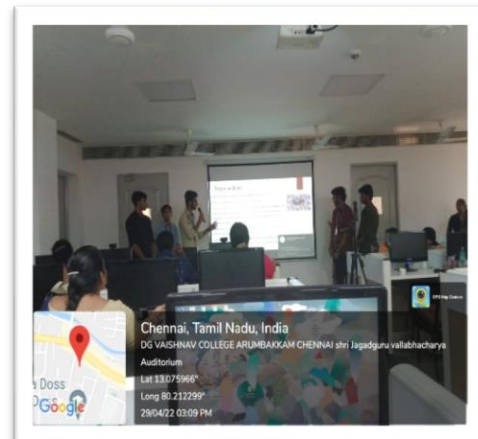 GPS Map Camera
Chennai, Tamil Nadu, India
DG VAISHNAV COLLEGE ARUMBAKKAM CHENNAI shri Jagadguru vallabhacharya
Auditorium
Lat 13.075966°
Long 80.212299°
29/04/22 03:09 PM
a Doss
Google